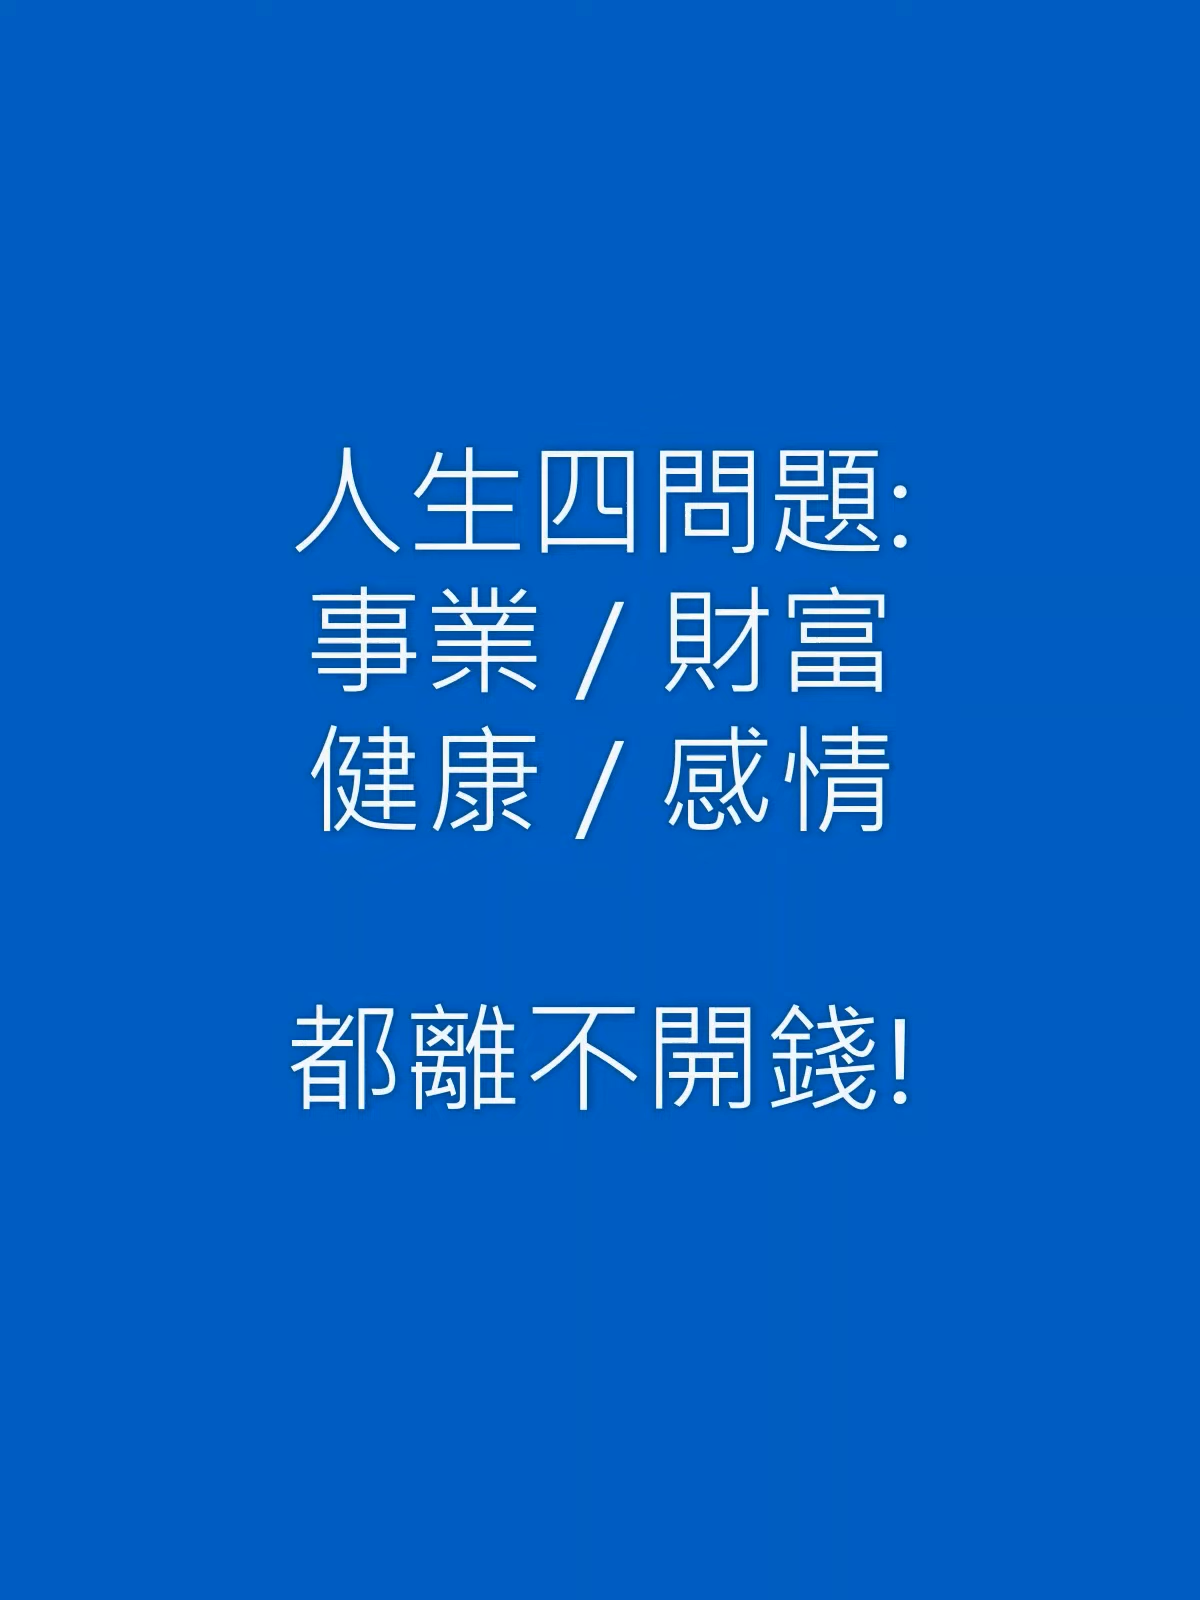 人生四問題:
事業 / 財富
健康 / 感情
都離不開錢!